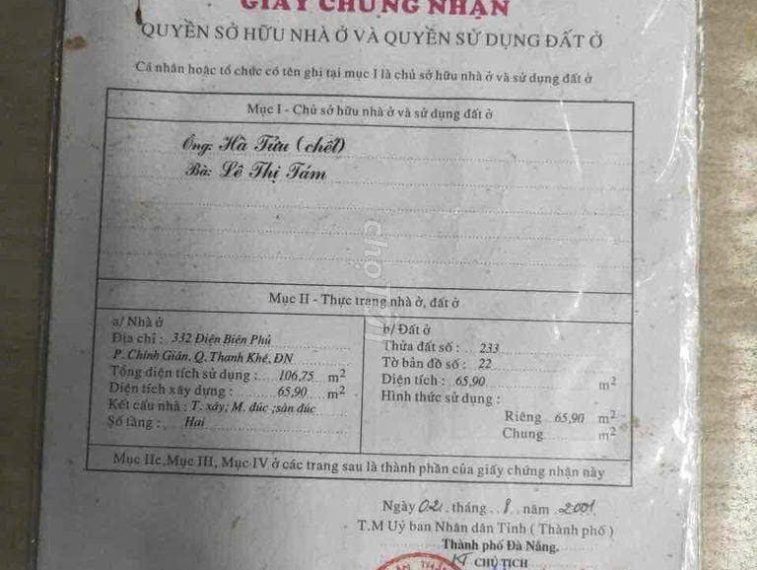 GIẤY CHỨNG NHẬN
QUYỀN SỞ HỮU NHÀ Ở VÀ QUYỀN SỬ DỤNG ĐẤT Ở
Cá nhân hoặc tổ chức có tên ghi tại mục I là chủ sở hữu nhà ở và sử dụng đất ở
Mục I - Chủ sở hữu nhà ở và sử dụng đất ở
Ông: Hà Tửu (chết)
Bà: Lê Thị Tám
chợ TỐT
Mục II - Thực trạng nhà ở, đất ở
a/ Nhà ở
Địa chỉ : 332 Điện Biên Phủ
P. Chính Gián, Q. Thanh Khê, ĐN
Tổng diện tích sử dụng : 106,75 m2
Diện tích xây dựng : 65,90 m2
Kết cấu nhà : T. xây; M. đúc ;sàn đúc
Số tầng : Hai
b/ Đất ở
Thửa đất số : 233
Tờ bản đồ số : 22
Diện tích : 65,90 m2
Hình thức sử dụng :
Riêng 65,90 m2
Chung m2
Mục IIc, Mục III, Mục IV ở các trang sau là thành phần của giấy chứng nhận này
Ngày 02 tháng 8 năm 2001
T.M Uỷ ban Nhân dân Tỉnh ( Thành phố )
Thành phố Đà Nẵng.
KT CHỦ TỊCH